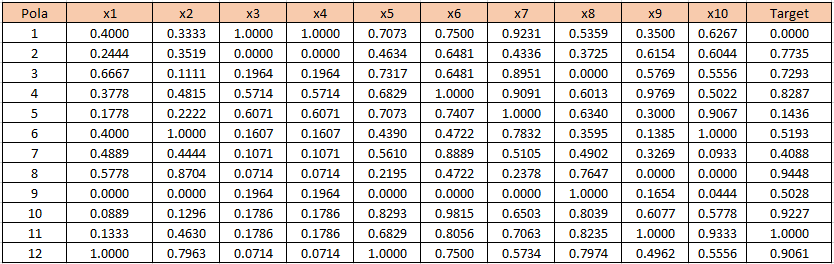 Pola x1 x2 x3 x4 x5 x6 x7 x8 x9 x10 Target
1 0.4000 0.3333 1.0000 1.0000 0.7073 0.7500 0.9231 0.5359 0.3500 0.6267 0.0000
2 0.2444 0.3519 0.0000 0.0000 0.4634 0.6481 0.4336 0.3725 0.6154 0.6044 0.7735
3 0.6667 0.1111 0.1964 0.1964 0.7317 0.6481 0.8951 0.0000 0.5769 0.5556 0.7293
4 0.3778 0.4815 0.5714 0.5714 0.6829 1.0000 0.9091 0.6013 0.9769 0.5022 0.8287
5 0.1778 0.2222 0.6071 0.6071 0.7073 0.7407 1.0000 0.6340 0.3000 0.9067 0.1436
6 0.4000 1.0000 0.1607 0.1607 0.4390 0.4722 0.7832 0.3595 0.1385 1.0000 0.5193
7 0.4889 0.4444 0.1071 0.1071 0.5610 0.8889 0.5105 0.4902 0.3269 0.0933 0.4088
8 0.5778 0.8704 0.0714 0.0714 0.2195 0.4722 0.2378 0.7647 0.0000 0.0000 0.9448
9 0.0000 0.0000 0.1964 0.1964 0.0000 0.0000 0.0000 1.0000 0.1654 0.0444 0.5028
10 0.0889 0.1296 0.1786 0.1786 0.8293 0.9815 0.6503 0.8039 0.6077 0.5778 0.9227
11 0.1333 0.4630 0.1786 0.1786 0.6829 0.8056 0.7063 0.8235 1.0000 0.9333 1.0000
12 1.0000 0.7963 0.0714 0.0714 1.0000 0.7500 0.5734 0.7974 0.4962 0.5556 0.9061